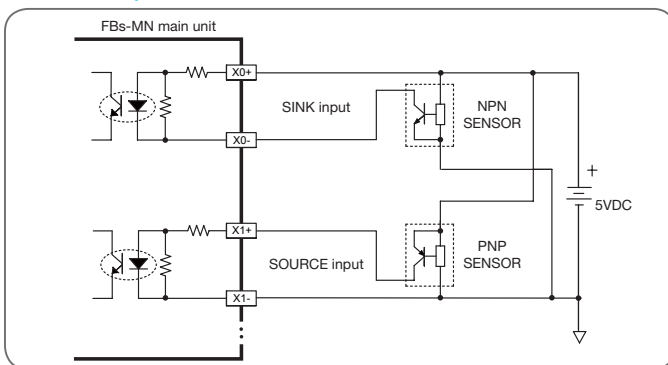 FBs-MN main unit
X0+
SINK input
NPN
SENSOR
X0-
+
5VDC
X1+
SOURCE input
PNP
SENSOR
X1-